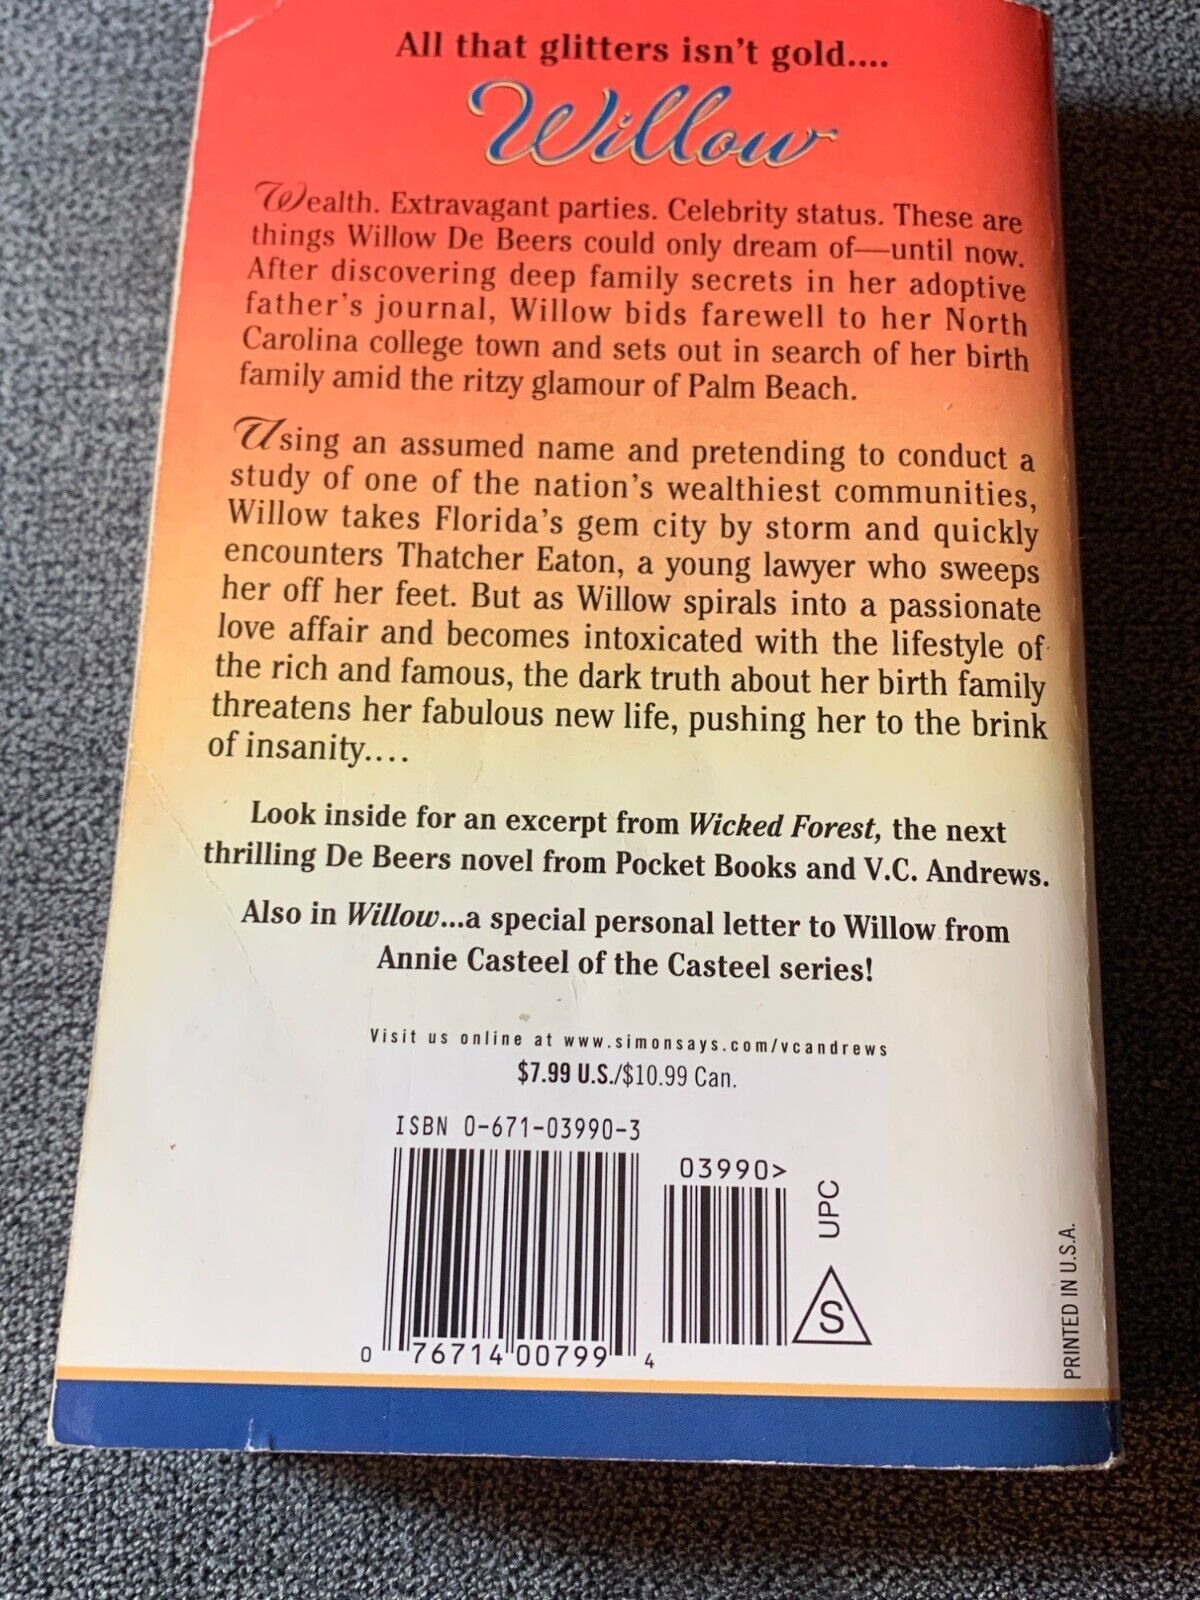 All that glitters isn't gold....
Willow
Wealth. Extravagant parties. Celebrity status. These are
things Willow De Beers could only dream of—until now.
After discovering deep family secrets in her adoptive
father's journal, Willow bids farewell to her North
Carolina college town and sets out in search of her birth
family amid the ritzy glamour of Palm Beach.
Using an assumed name and pretending to conduct a
study of one of the nation's wealthiest communities,
Willow takes Florida's gem city by storm and quickly
encounters Thatcher Eaton, a young lawyer who sweeps
her off her feet. But as Willow spirals into a passionate
love affair and becomes intoxicated with the lifestyle of
the rich and famous, the dark truth about her birth family
threatens her fabulous new life, pushing her to the brink
of insanity....
Look inside for an excerpt from Wicked Forest, the next
thrilling De Beers novel from Pocket Books and V.C. Andrews.
Also in Willow...a special personal letter to Willow from
Annie Casteel of the Casteel series!
Visit us online at www.simonsays.com/vcandrews
$7.99 U.S./$10.99 Can.
ISBN 0-671-03990-3
03990>
UPC
S
0 76714 00799 4
PRINTED IN U.S.A.